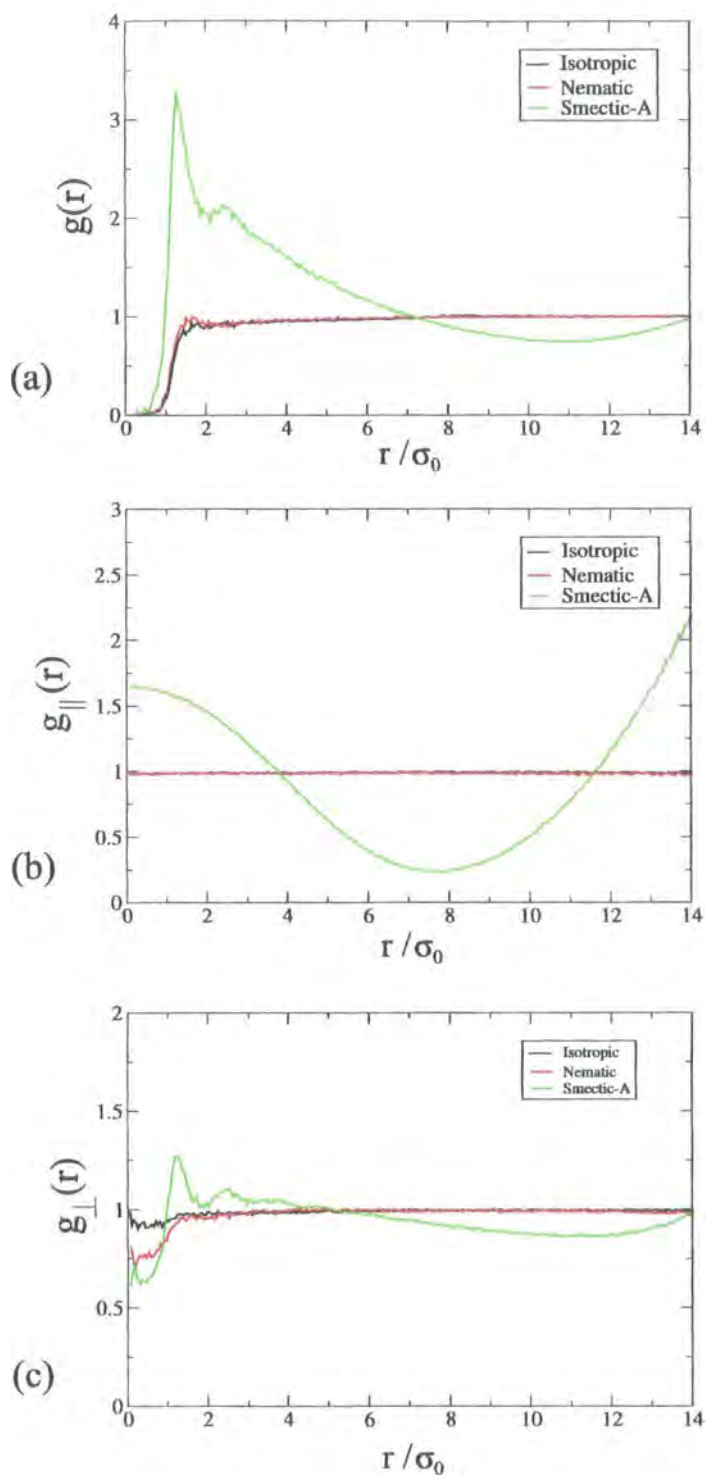 4
3
2
1
0
g(r)
Isotropic
Nematic
Smectic-A
0 2 4 6 8 10 12 14
r /σ₀
(a)
3
2.5
2
1.5
1
0.5
0
g||(r)
Isotropic
Nematic
Smectic-A
0 2 4 6 8 10 12 14
r /σ₀
(b)
2
1.5
1
0.5
0
g⊥(r)
Isotropic
Nematic
Smectic-A
0 2 4 6 8 10 12 14
r /σ₀
(c)